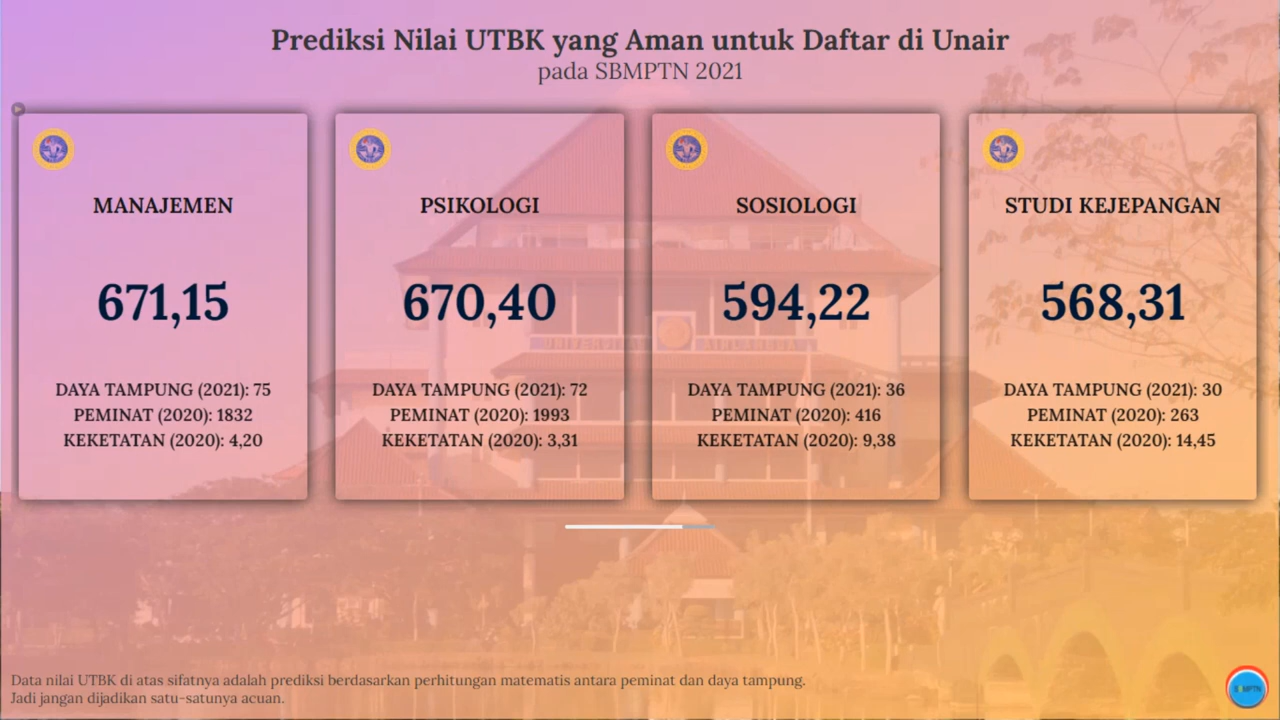 Prediksi Nilai UTBK yang Aman untuk Daftar di Unair
pada SBMPTN 2021
MANAJEMEN
671,15
DAYA TAMPUNG (2021): 75
PEMINAT (2020): 1832
KEKETATAN (2020): 4,20
PSIKOLOGI
670,40
DAYA TAMPUNG (2021): 72
PEMINAT (2020): 1993
KEKETATAN (2020): 3,31
SOSIOLOGI
594,22
DAYA TAMPUNG (2021): 36
PEMINAT (2020): 416
KEKETATAN (2020): 9,38
STUDI KEJEPANGAN
568,31
DAYA TAMPUNG (2021): 30
PEMINAT (2020): 263
KEKETATAN (2020): 14,45
UNIVERSITAS AIRLANGGA
Data nilai UTBK di atas sifatnya adalah prediksi berdasarkan perhitungan matematis antara peminat dan daya tampung.
Jadi jangan dijadikan satu-satunya acuan.
SBMPTN